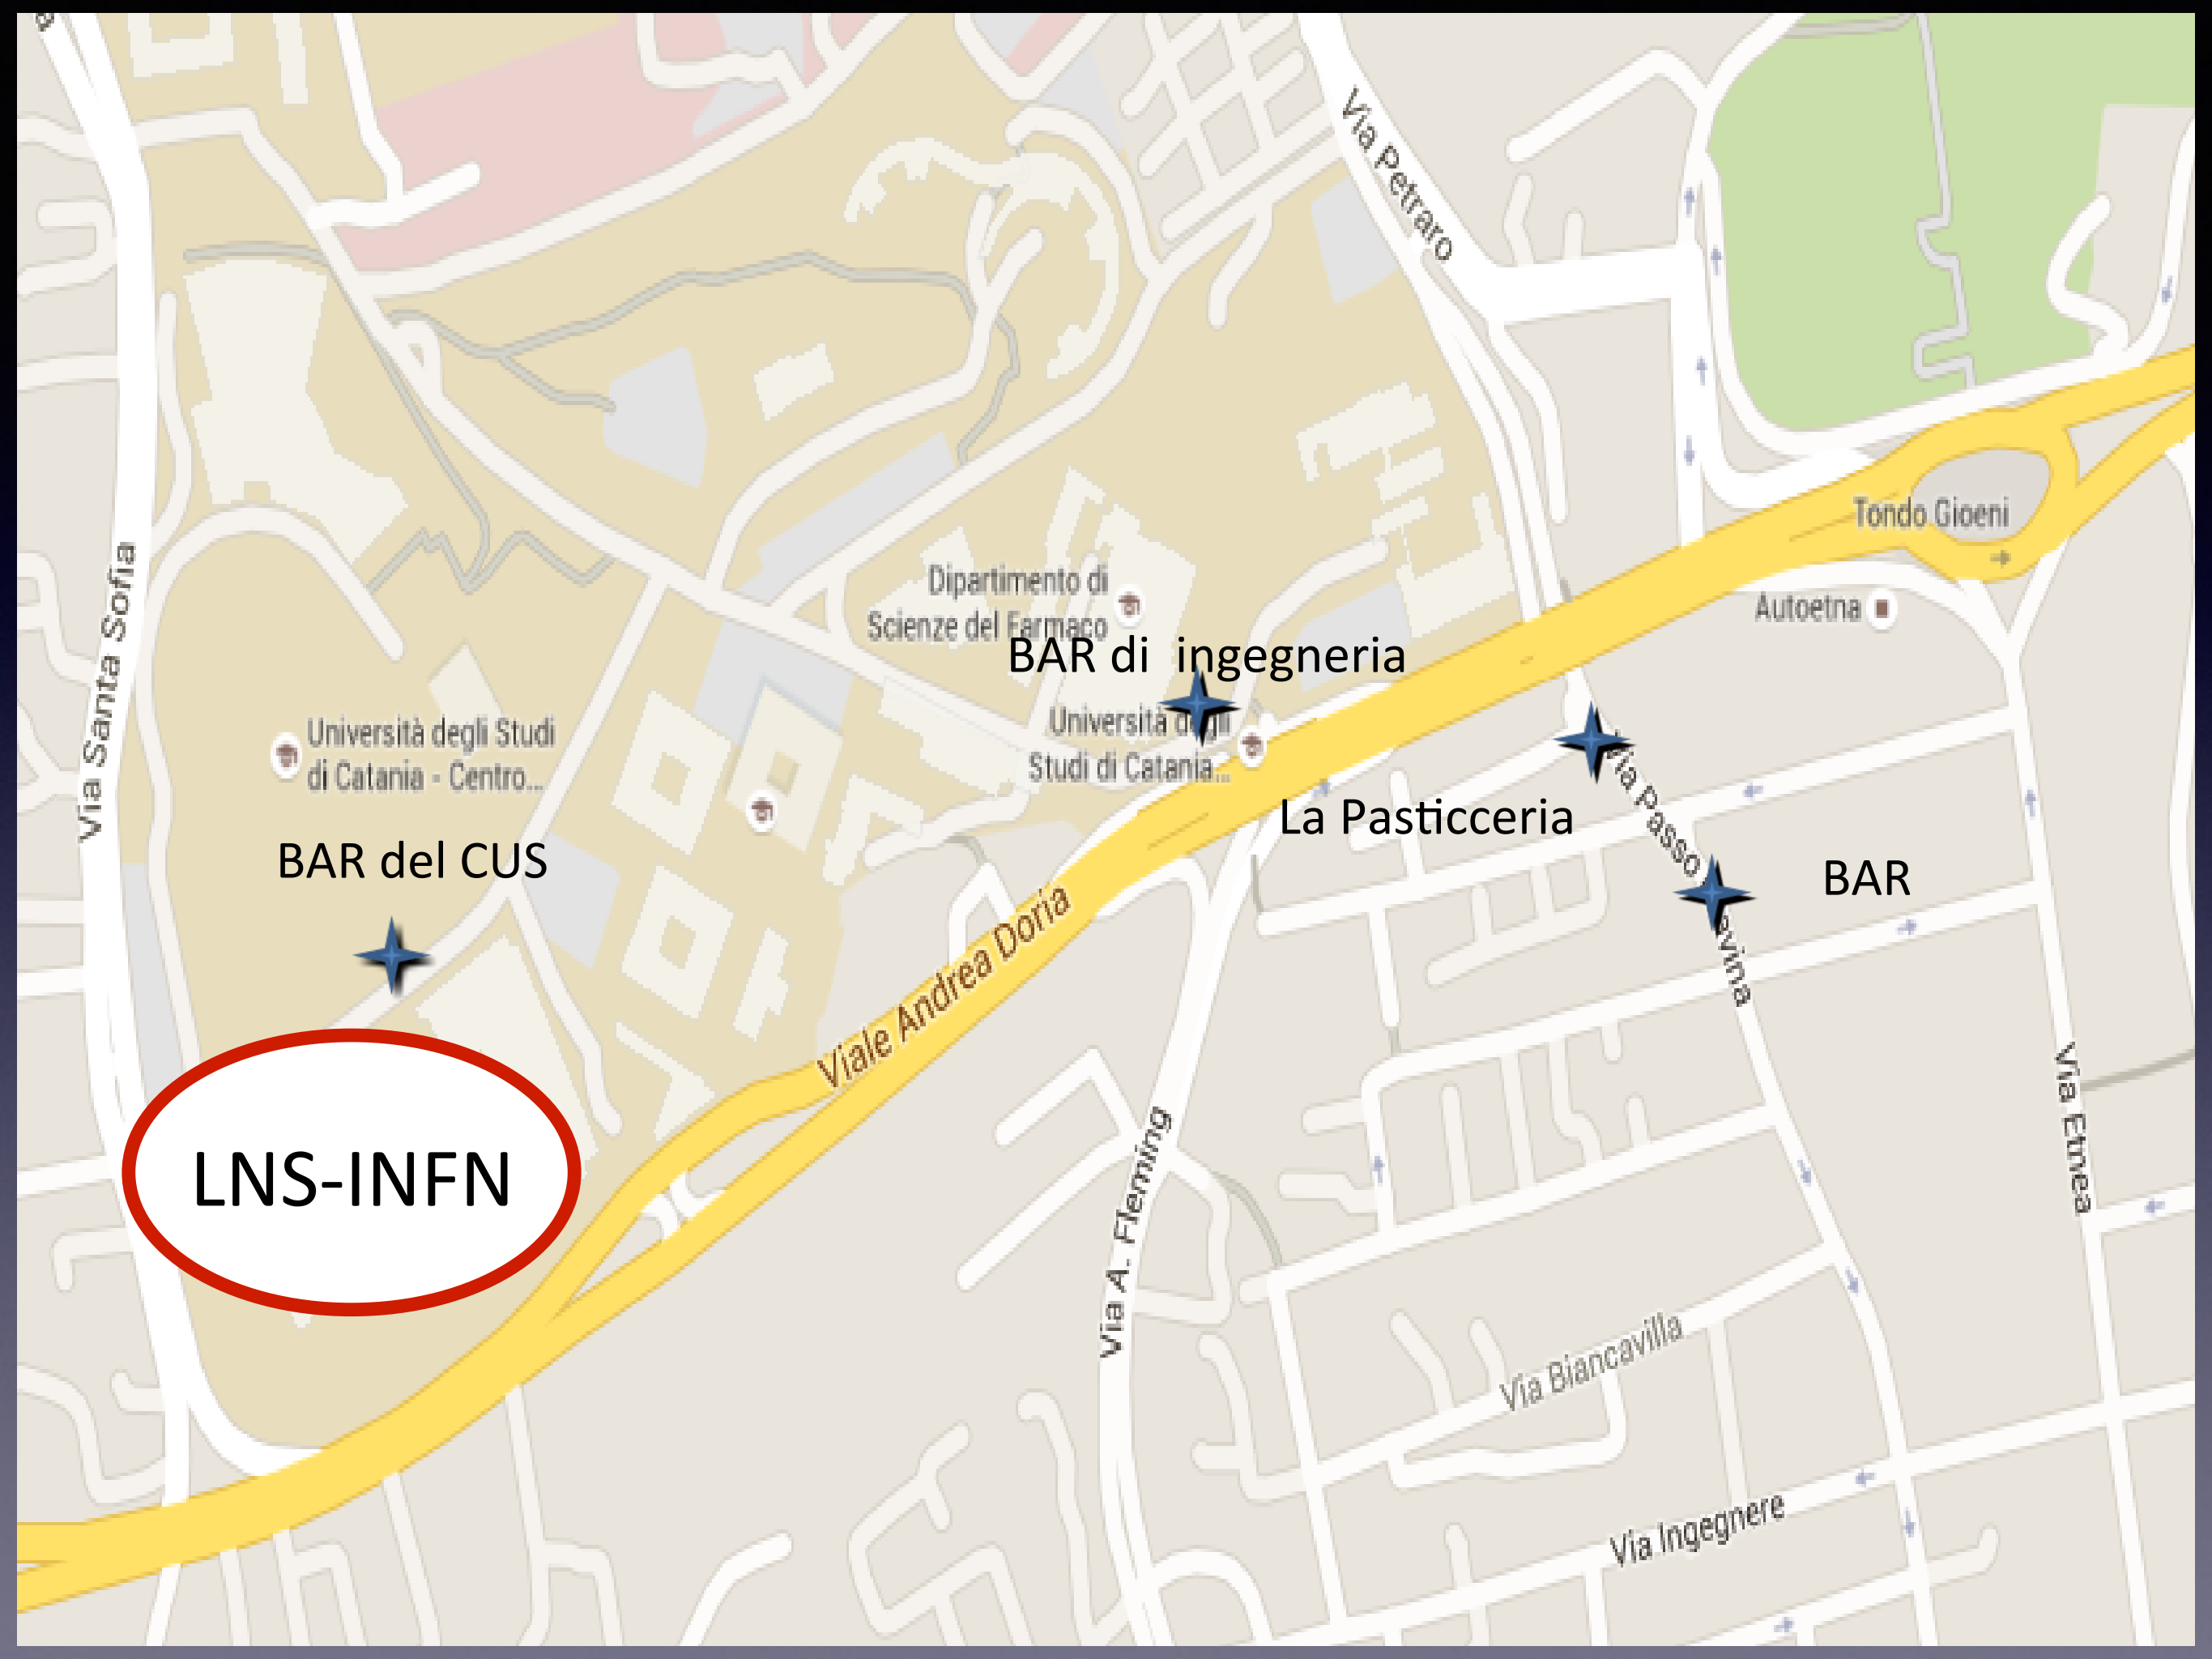 a
Via Petraro
Tondo Gioeni
Via Santa Sofia
Dipartimento di
Scienze del Farmaco
Autoetna
BAR di  ingegneria
Università degli Studi
di Catania - Centro...
Università degli
Studi di Catania...
La Pasticceria
Via Passo
BAR
BAR del CUS
Viale Andrea Doria
Via Etnea
LNS-INFN
Via A. Fleming
Via Biancavilla
Via Ingegnere